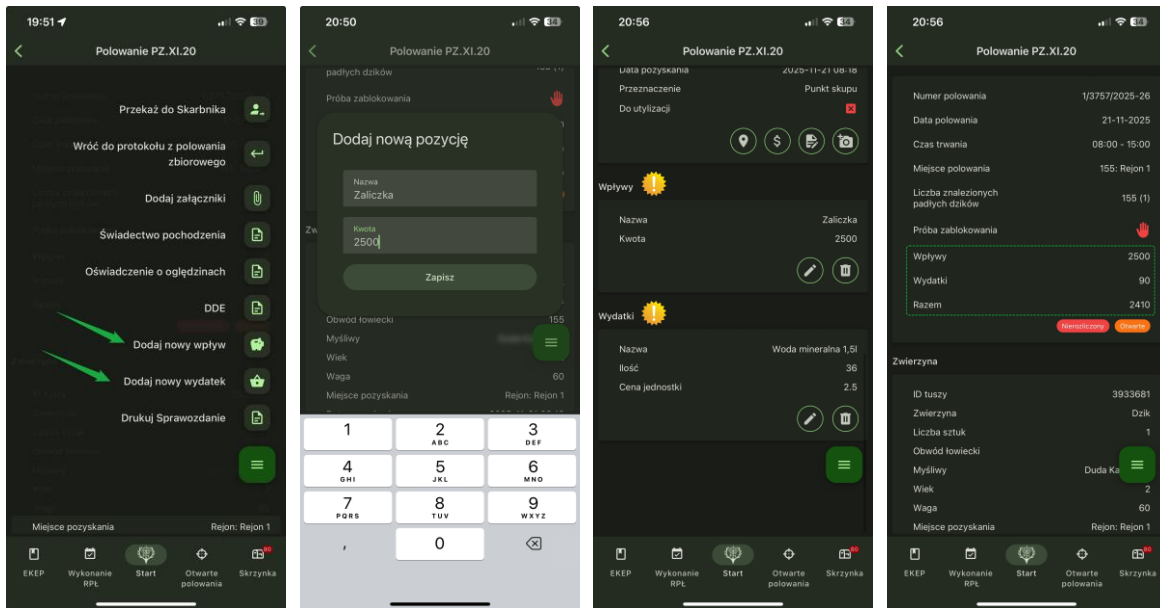 19:51
39
Polowanie PZ.XI.20
Przekaż do Skarbnika
Wróć do protokołu z polowania
zbiorowego
Dodaj załączniki
Świadectwo pochodzenia
Oświadczenie o oględzinach
DDE
Dodaj nowy wpływ
Dodaj nowy wydatek
Drukuj Sprawozdanie
Miejsce pozyskania Rejon: Rejon 1
EKEP
Wykonanie
RPŁ
Start
Otwarte
polowania
Skrzynka
20:50
34
Polowanie PZ.XI.20
padłych dzików
Próba zablokowania
Dodaj nową pozycję
Nazwa
Zaliczka
Kwota
2500
Zapisz
Obwód łowiecki 155
Myśliwy
Wiek
Waga 60
Miejsce pozyskania Rejon: Rejon 1
1 2 3
ABC DEF
4 5 6
GHI JKL MNO
7 8 9
PQRS TUV WXYZ
, 0
20:56
34
Polowanie PZ.XI.20
Data pozyskania 2025-11-21 08:18
Przeznaczenie Punkt skupu
Do utylizacji
Wpływy
Nazwa Zaliczka
Kwota 2500
Wydatki
Nazwa Woda mineralna 1,5l
Ilość 36
Cena jednostki 2.5
EKEP
Wykonanie
RPŁ
Start
Otwarte
polowania
Skrzynka
20:56
34
Polowanie PZ.XI.20
Numer polowania 1/3757/2025-26
Data polowania 21-11-2025
Czas trwania 08:00 - 15:00
Miejsce polowania 155: Rejon 1
Liczba znalezionych
padłych dzików 155 (1)
Próba zablokowania
Wpływy 2500
Wydatki 90
Razem 2410
Nierozliczony Otwarte
Zwierzyna
ID tuszy 3933681
Zwierzyna Dzik
Liczba sztuk 1
Obwód łowiecki
Myśliwy Duda Ka
Wiek 2
Waga 60
Miejsce pozyskania Rejon: Rejon 1
EKEP
Wykonanie
RPŁ
Start
Otwarte
polowania
Skrzynka